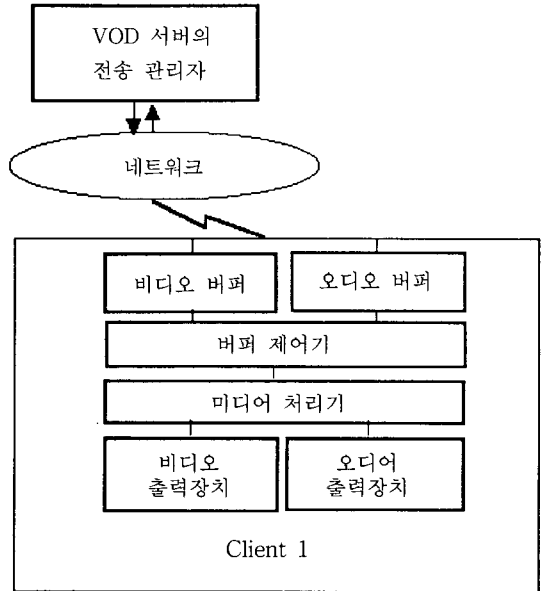 VOD 서버의
전송 관리자
네트워크
비디오 버퍼
오디오 버퍼
버퍼 제어기
미디어 처리기
비디오
출력장치
오디어
출력장치
Client 1